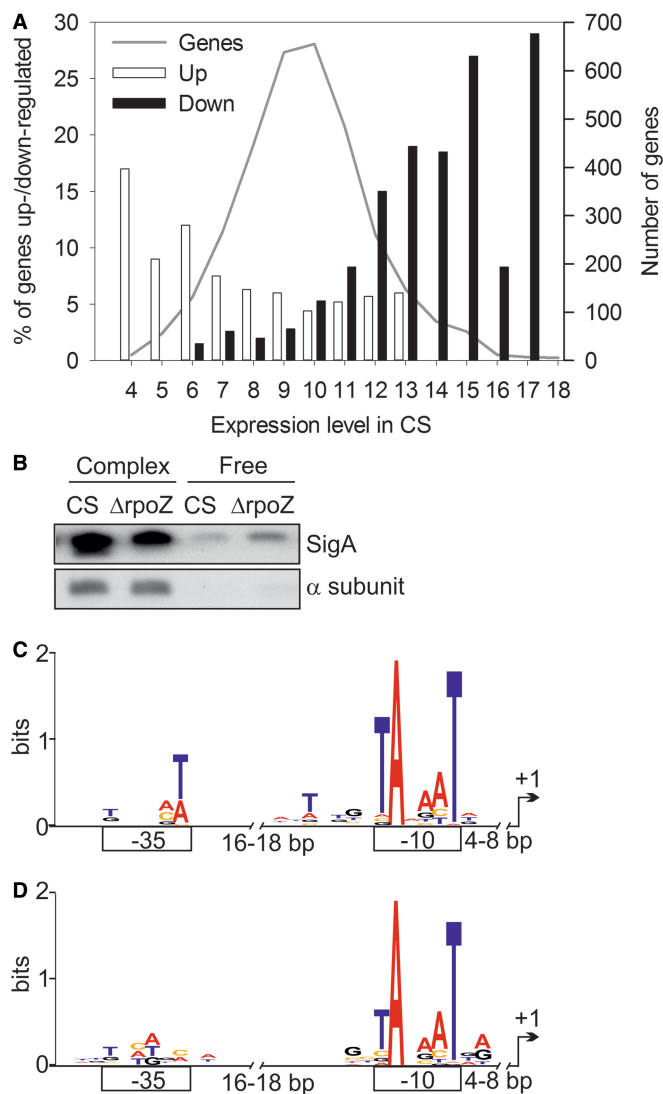 A
Genes
Up
Down
% of genes up-/down-regulated
30
25
20
15
10
5
0
700
600
500
400
300
200
100
0
Number of genes
4 5 6 7 8 9 10 11 12 13 14 15 16 17 18
Expression level in CS
B
Complex Free
CS ΔrpoZ CS ΔrpoZ
SigA
α subunit
C
bits
2
1
0
+1
-35 16-18 bp -10 4-8 bp
D
bits
2
1
0
+1
-35 16-18 bp -10 4-8 bp